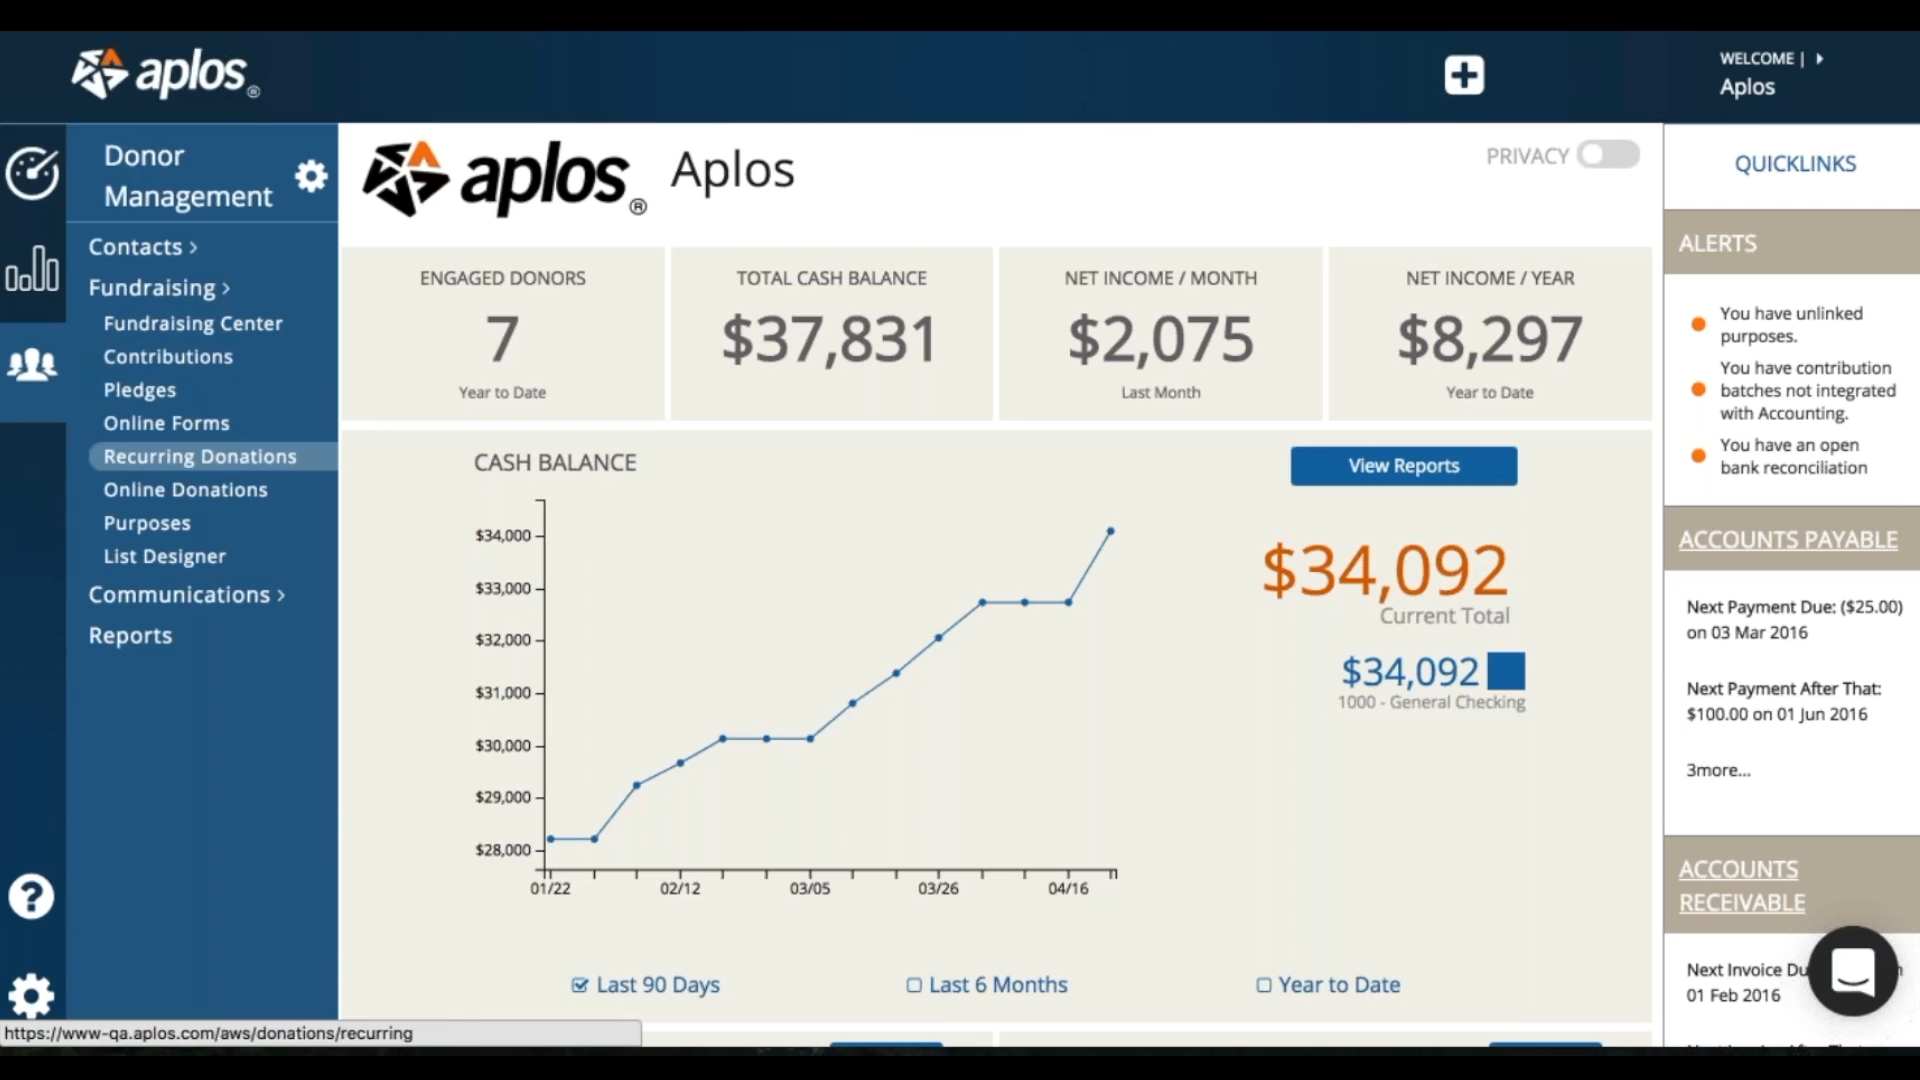 aplos®
WELCOME |
Aplos
Donor
Management
Contacts >
Fundraising >
Fundraising Center
Contributions
Pledges
Online Forms
Recurring Donations
Online Donations
Purposes
List Designer
Communications >
Reports
?
https://www-qa.aplos.com/aws/donations/recurring
aplos®
Aplos
PRIVACY
ENGAGED DONORS
7
Year to Date
TOTAL CASH BALANCE
$37,831
NET INCOME / MONTH
$2,075
Last Month
NET INCOME / YEAR
$8,297
Year to Date
CASH BALANCE
View Reports
$34,000
$33,000
$32,000
$31,000
$30,000
$29,000
$28,000
01/22 02/12 03/05 03/26 04/16
$34,092
Current Total
$34,092
1000 - General Checking
Last 90 Days
Last 6 Months
Year to Date
QUICKLINKS
ALERTS
You have unlinked
purposes.
You have contribution
batches not integrated
with Accounting.
You have an open
bank reconciliation
ACCOUNTS PAYABLE
Next Payment Due: ($25.00)
on 03 Mar 2016
Next Payment After That:
$100.00 on 01 Jun 2016
3more...
ACCOUNTS
RECEIVABLE
Next Invoice
01 Feb 2016